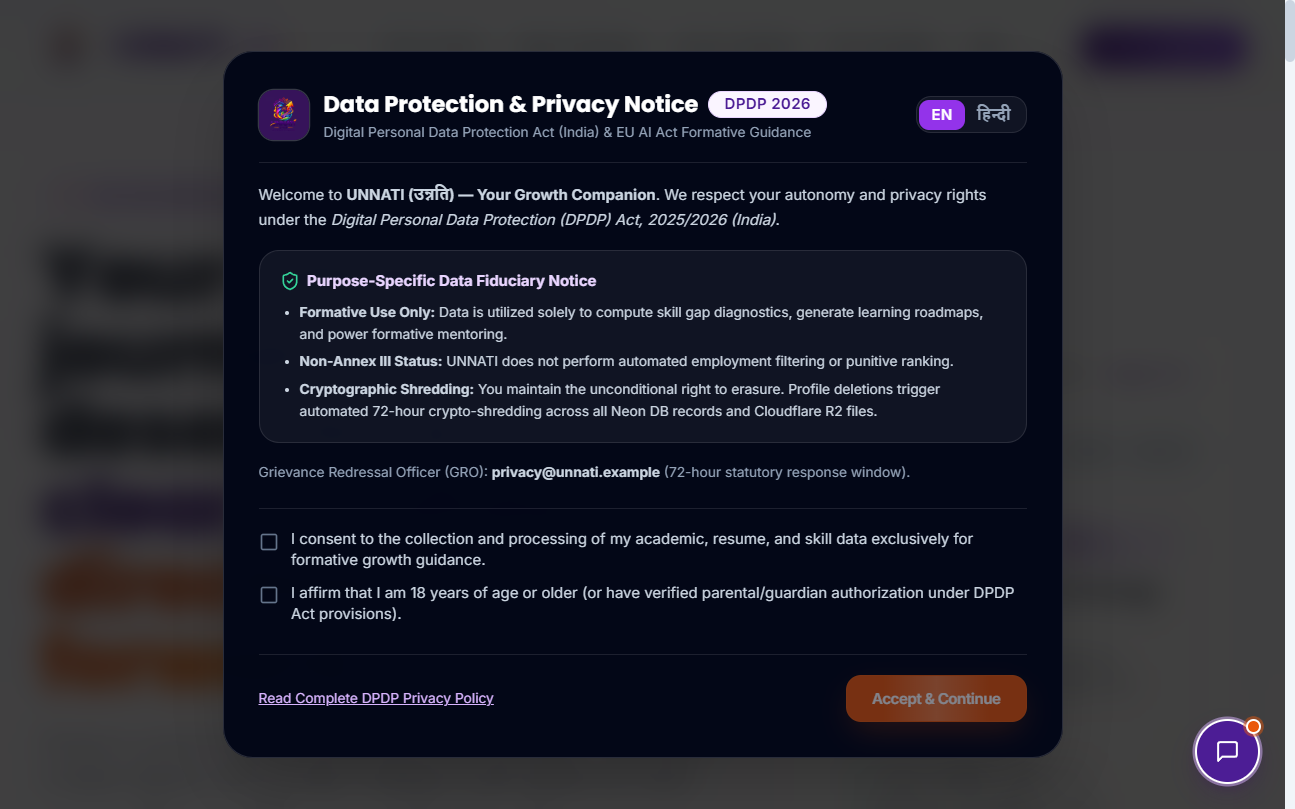 Data Protection & Privacy Notice DPDP 2026
Digital Personal Data Protection Act (India) & EU AI Act Formative Guidance
EN हिन्दी
Welcome to UNNATI (उन्नति) — Your Growth Companion. We respect your autonomy and privacy rights
under the Digital Personal Data Protection (DPDP) Act, 2025/2026 (India).
Purpose-Specific Data Fiduciary Notice
• Formative Use Only: Data is utilized solely to compute skill gap diagnostics, generate learning roadmaps,
and power formative mentoring.
• Non-Annex III Status: UNNATI does not perform automated employment filtering or punitive ranking.
• Cryptographic Shredding: You maintain the unconditional right to erasure. Profile deletions trigger
automated 72-hour crypto-shredding across all Neon DB records and Cloudflare R2 files.
Grievance Redressal Officer (GRO): privacy@unnati.example (72-hour statutory response window).
I consent to the collection and processing of my academic, resume, and skill data exclusively for
formative growth guidance.
I affirm that I am 18 years of age or older (or have verified parental/guardian authorization under DPDP
Act provisions).
Read Complete DPDP Privacy Policy
Accept & Continue